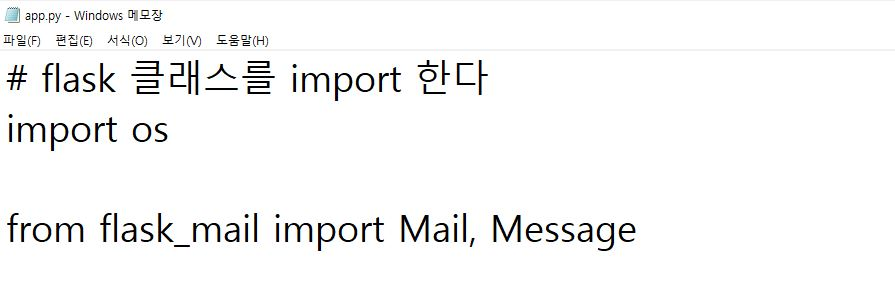 app.py - Windows 메모장
파일(F) 편집(E) 서식(O) 보기(V) 도움말(H)
# flask 클래스를 import 한다
import os
from flask_mail import Mail, Message